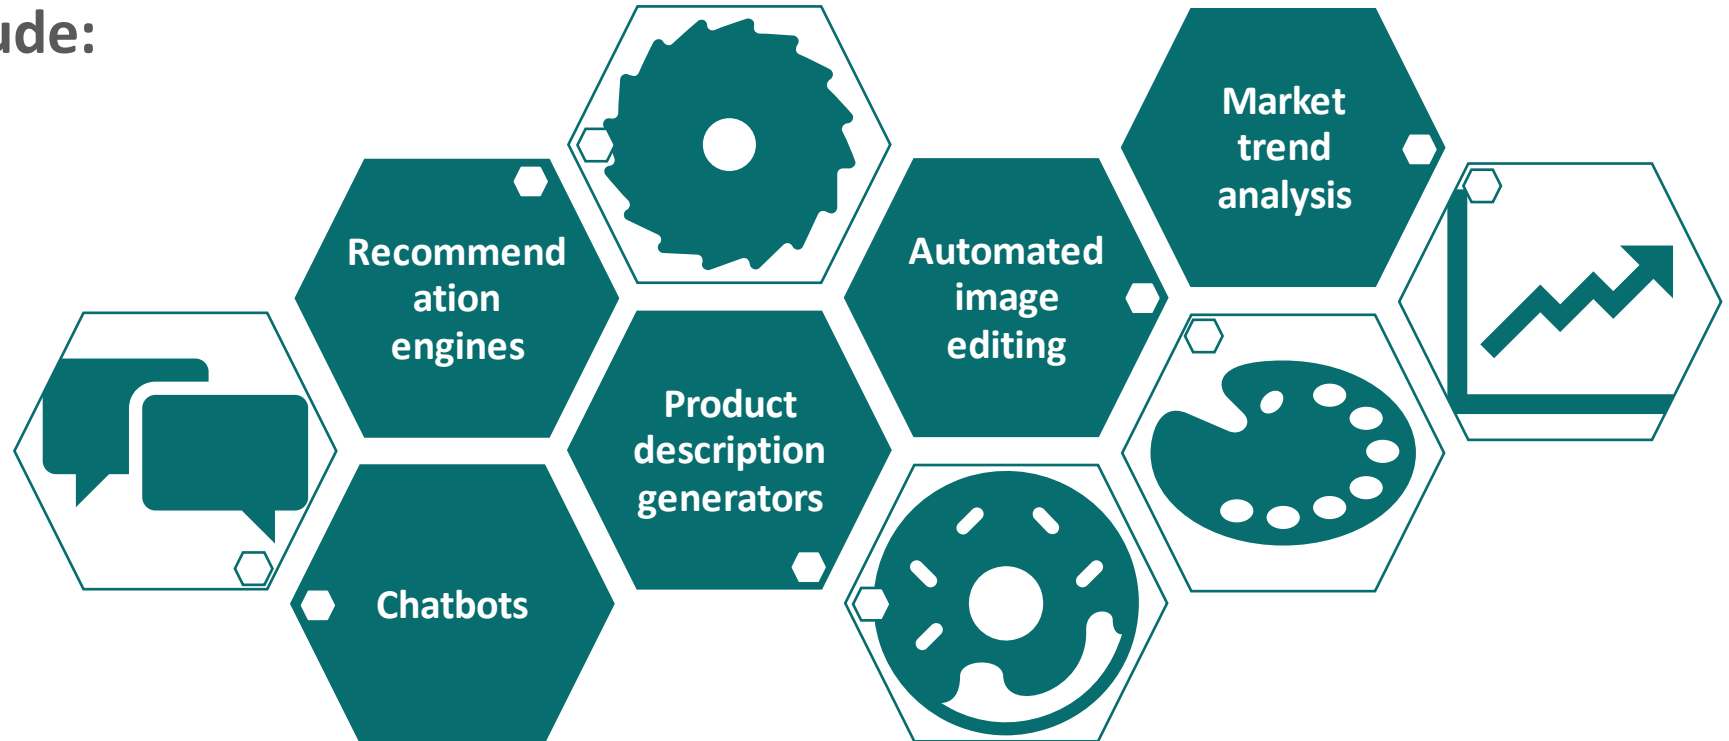 ude:
Market
trend
analysis
Recommend
ation
engines
Automated
image
editing
Product
description
generators
Chatbots